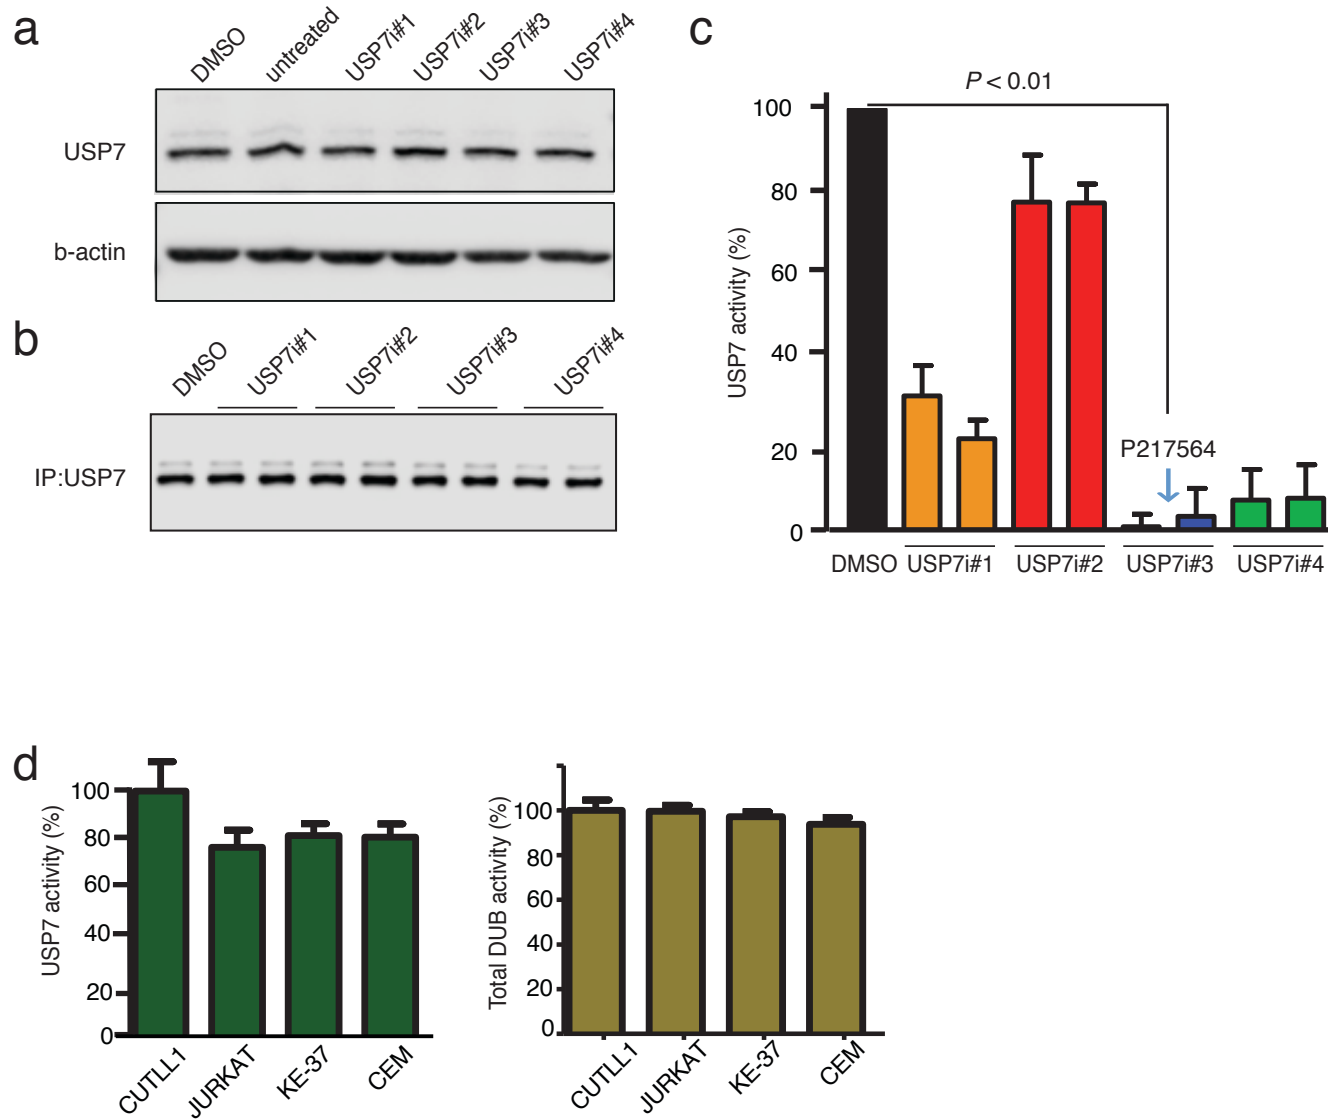 a
DMSO
untreated
USP7i#1
USP7i#2
USP7i#3
USP7i#4
USP7
b-actin
b
DMSO
USP7i#1
USP7i#2
USP7i#3
USP7i#4
IP:USP7
c
P < 0.01
USP7 activity (%)
100
80
60
40
20
0
P217564
DMSO USP7i#1 USP7i#2 USP7i#3 USP7i#4
d
USP7 activity (%)
100
80
60
40
20
0
CUTLL1
JURKAT
KE-37
CEM
Total DUB activity (%)
100
80
60
40
20
0
CUTLL1
JURKAT
KE-37
CEM